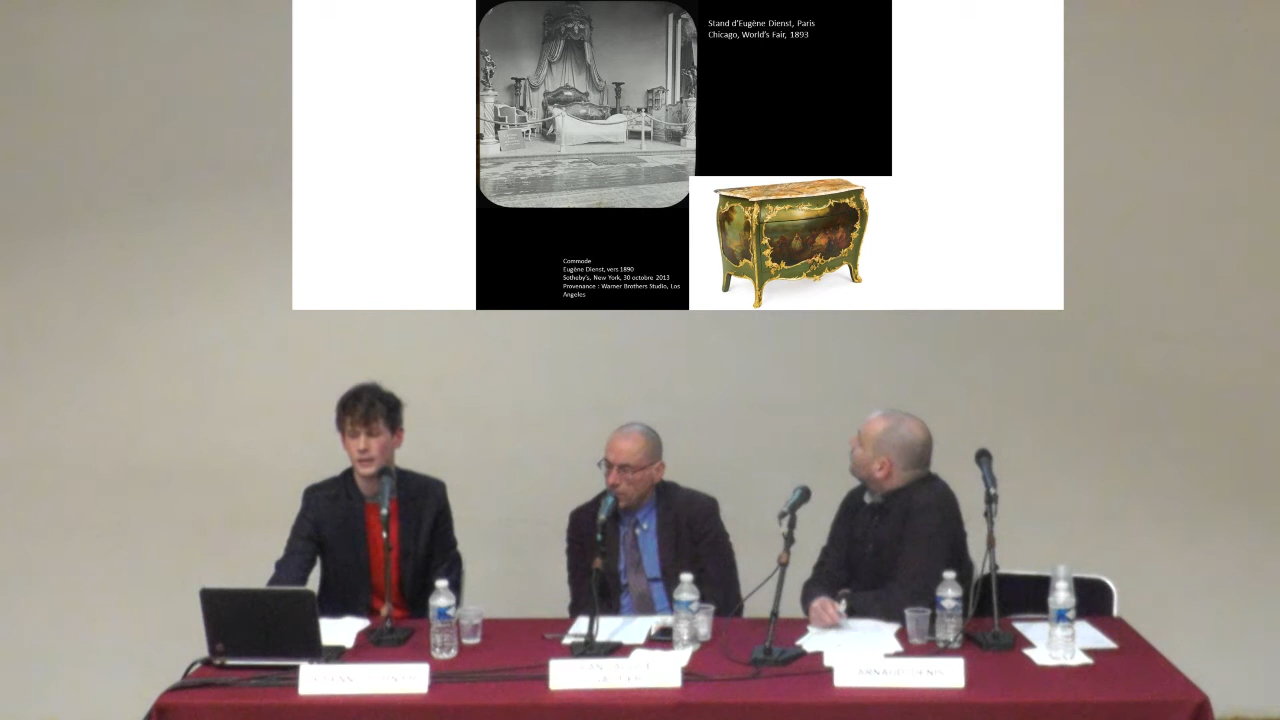 Stand d'Eugène Dienst, Paris
Chicago, World's Fair, 1893
Commode
Eugène Dienst, vers 1890
Sotheby's, New York, 30 octobre 2013
Provenance : Warner Brothers Studio, Los
Angeles
ARNAUD DENIS